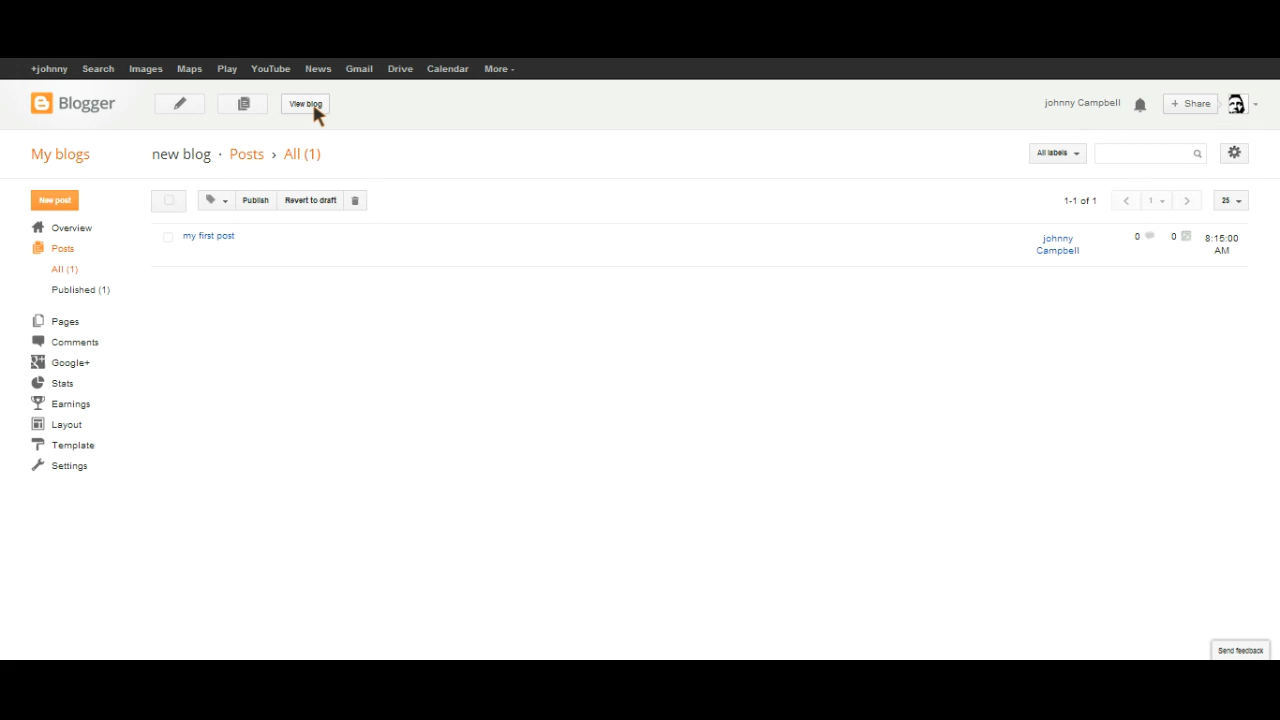 +johnny Search Images Maps Play YouTube News Gmail Drive Calendar More
Blogger View blog johnny Campbell + Share
My blogs new blog · Posts › All (1) All labels
New post Publish Revert to draft 1-1 of 1 1 25
Overview
my first post johnny Campbell 0 0 8:15:00 AM
Posts
All (1)
Published (1)
Pages
Comments
Google+
Stats
Earnings
Layout
Template
Settings
Send feedback